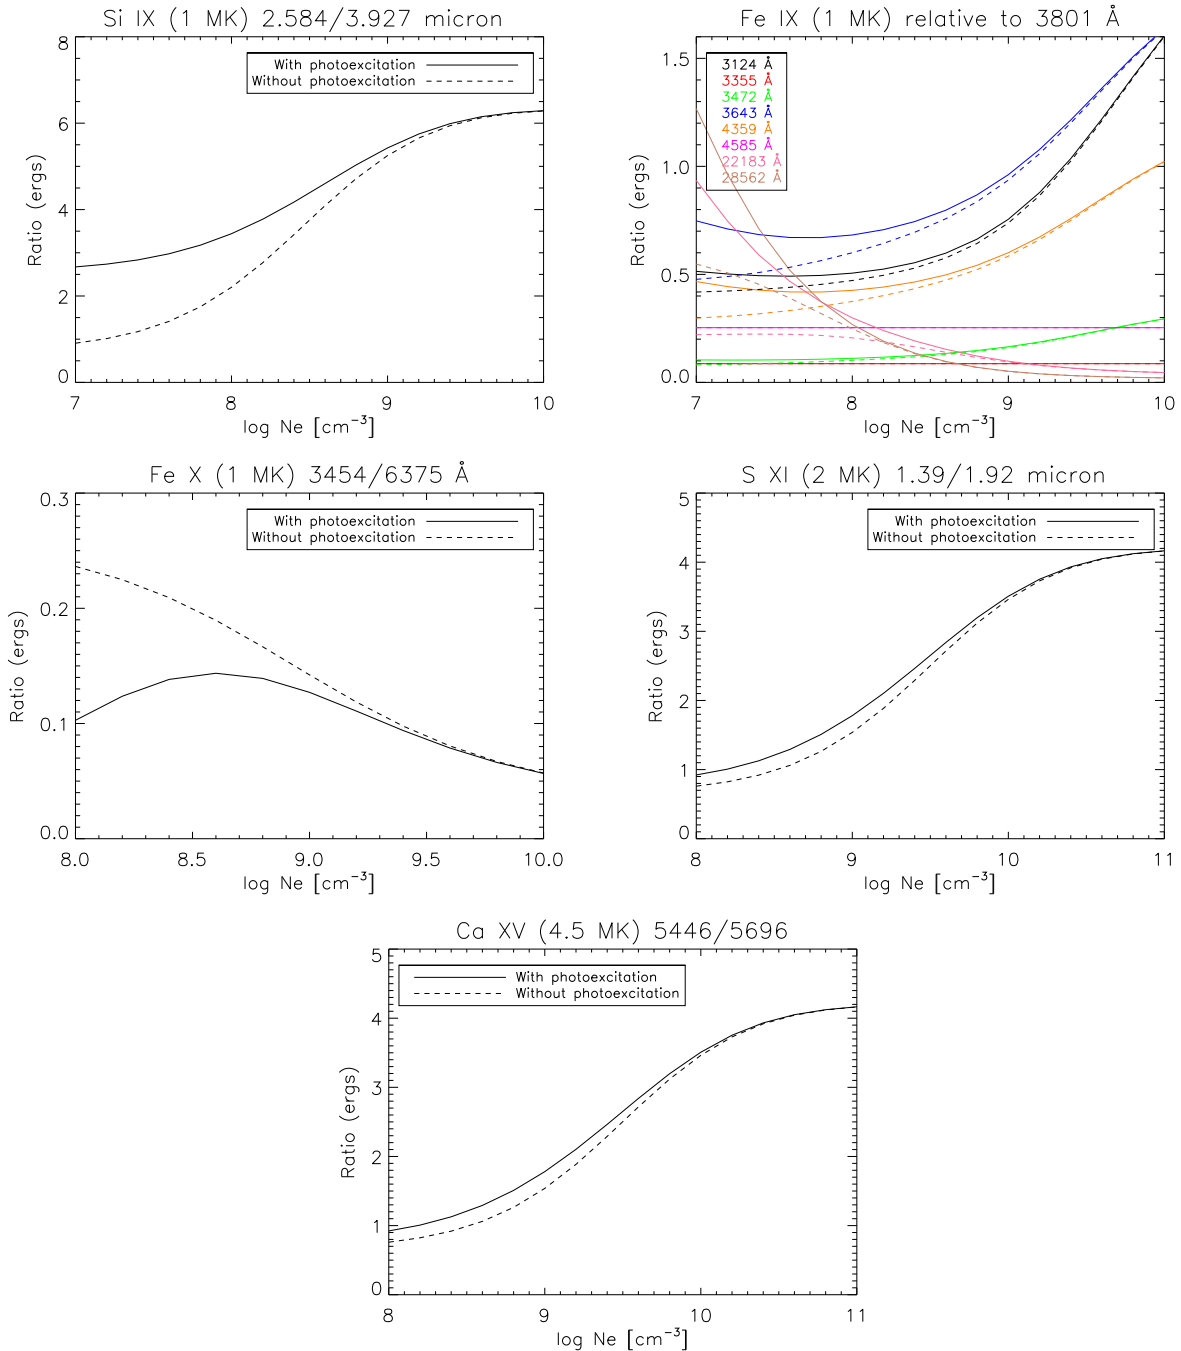 Si IX (1 MK) 2.584/3.927 micron
8
6
4
2
0
Ratio (ergs)
With photoexcitation
Without photoexcitation
7
8
9
10
log Ne [cm⁻³]
Fe IX (1 MK) relative to 3801 Å
1.5
1.0
0.5
0.0
Ratio (ergs)
3124 Å
3355 Å
3472 Å
3643 Å
4359 Å
4585 Å
22183 Å
28562 Å
7
8
9
10
log Ne [cm⁻³]
Fe X (1 MK) 3454/6375 Å
0.3
0.2
0.1
0.0
Ratio (ergs)
With photoexcitation
Without photoexcitation
8.0
8.5
9.0
9.5
10.0
log Ne [cm⁻³]
S XI (2 MK) 1.39/1.92 micron
5
4
3
2
1
0
Ratio (ergs)
With photoexcitation
Without photoexcitation
8
9
10
11
log Ne [cm⁻³]
Ca XV (4.5 MK) 5446/5696
5
4
3
2
1
0
Ratio (ergs)
With photoexcitation
Without photoexcitation
8
9
10
11
log Ne [cm⁻³]